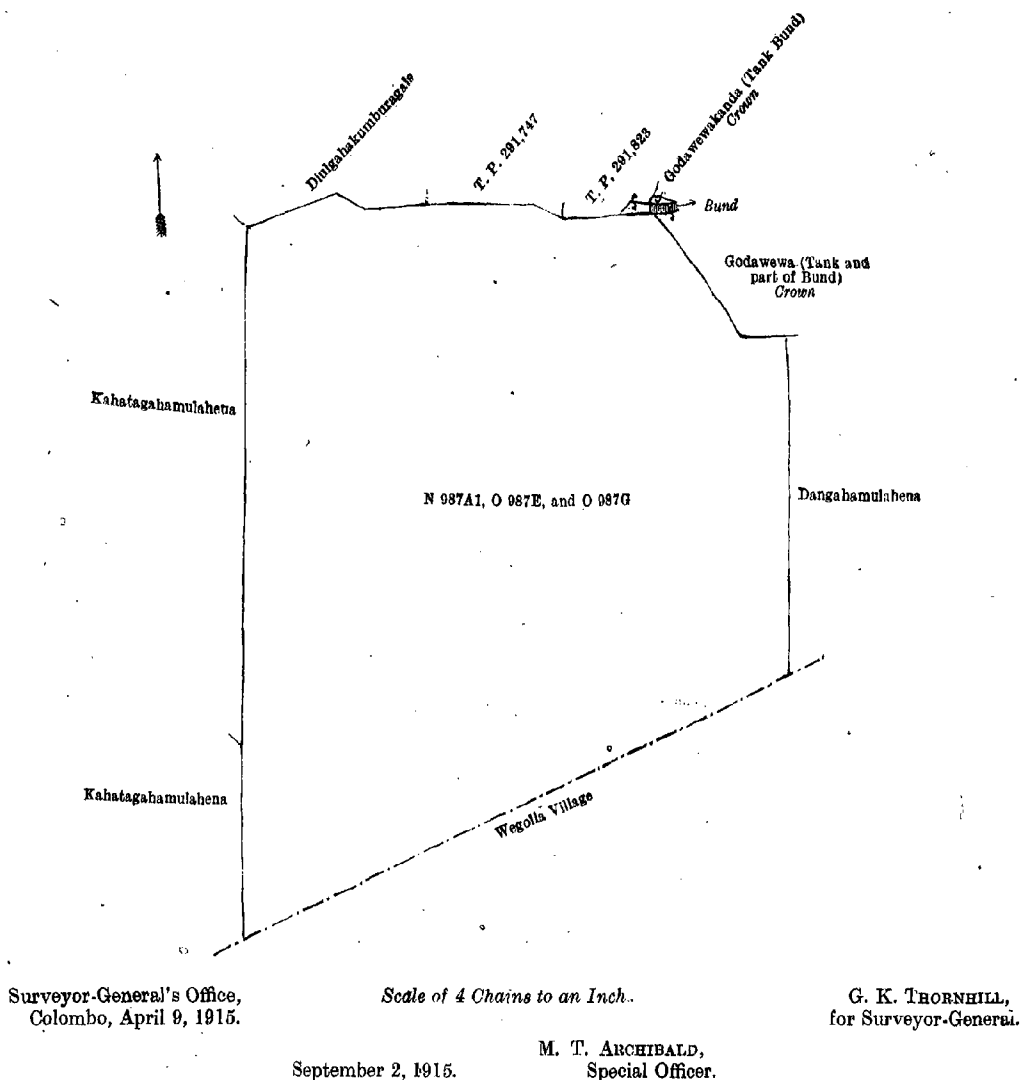 Diulgahakumburagale
T. P. 291,747
T. P. 291,823
Godawewakanda (Tank Bund)
Crown
Bund
Godawewa (Tank and
part of Bund)
Crown
Kahatagahamulahena
N 987A1, O 987E, and O 987G
Dangahamulahena
Kahatagahamulahena
Wegolla Village
Surveyor-General's Office,
Colombo, April 9, 1915.
Scale of 4 Chains to an Inch.
G. K. THORNHILL,
for Surveyor-General.
M. T. ARCHIBALD,
September 2, 1915. Special Officer.